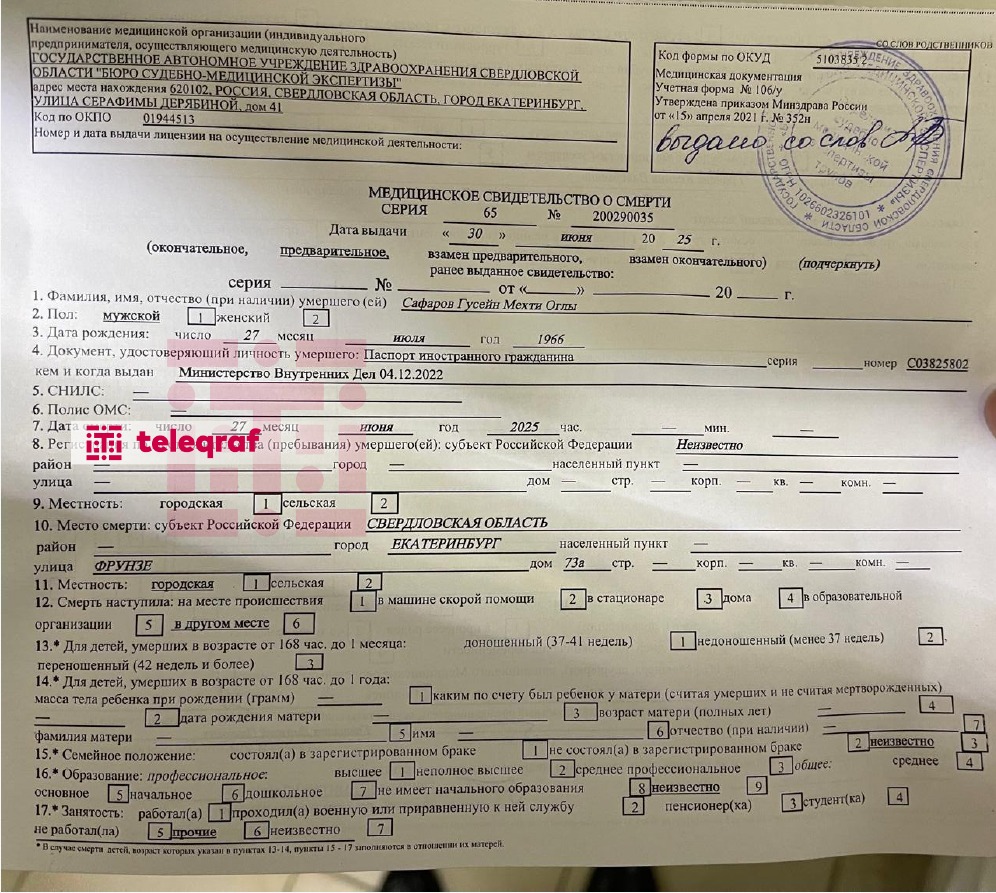 СО СЛОВ РОДСТВЕННИКОВ
Наименование медицинской организации (индивидуального
предпринимателя, осуществляющего медицинскую деятельность)
ГОСУДАРСТВЕННОЕ АВТОНОМНОЕ УЧРЕЖДЕНИЕ ЗДРАВООХРАНЕНИЯ СВЕРДЛОВСКОЙ
ОБЛАСТИ "БЮРО СУДЕБНО-МЕДИЦИНСКОЙ ЭКСПЕРТИЗЫ"
адрес места нахождения 620102, РОССИЯ, СВЕРДЛОВСКАЯ ОБЛАСТЬ, ГОРОД ЕКАТЕРИНБУРГ,
УЛИЦА СЕРАФИМЫ ДЕРЯБИНОЙ, дом 41
Код по ОКПО 01944513
Номер и дата выдачи лицензии на осуществление медицинской деятельности:
Код формы по ОКУД 5103835.2
Медицинская документация
Учетная форма № 106/у
Утверждена приказом Минздрава России
от «15» апреля 2021 г. № 352н
выдано со слов
МЕДИЦИНСКОЕ СВИДЕТЕЛЬСТВО О СМЕРТИ
СЕРИЯ 65 № 200290035
Дата выдачи « 30 » июня 20 25 г.
(окончательное, предварительное, взамен предварительного, взамен окончательного) (подчеркнуть)
ранее выданное свидетельство:
серия № от « » 20 г.
1. Фамилия, имя, отчество (при наличии) умершего (ей) Сафаров Гусейн Мехти Оглы
2. Пол: мужской 1 женский 2
3. Дата рождения: число 27 месяц июля год 1966
4. Документ, удостоверяющий личность умершего: Паспорт иностранного гражданина серия номер С03825802
кем и когда выдан Министерство Внутренних Дел 04.12.2022
5. СНИЛС: —
6. Полис ОМС: —
7. Дата число 27 месяц июня год 2025 час. — мин. —
teleqraf
8. (пребывания) умершего(ей): субъект Российской Федерации Неизвестно
район — город — населенный пункт —
улица — дом — стр. — корп. — кв. — комн. —
9. Местность: городская 1 сельская 2
10. Место смерти: субъект Российской Федерации СВЕРДЛОВСКАЯ ОБЛАСТЬ
район — город ЕКАТЕРИНБУРГ населенный пункт —
улица ФРУНЗЕ дом 73а стр. — корп. — кв. — комн. —
11. Местность: городская 1 сельская 2
12. Смерть наступила: на месте происшествия 1 в машине скорой помощи 2 в стационаре 3 дома 4 в образовательной
организации 5 в другом месте 6
13.* Для детей, умерших в возрасте от 168 час. до 1 месяца: доношенный (37-41 недель) 1 недоношенный (менее 37 недель) 2,
переношенный (42 недель и более) 3
14.* Для детей, умерших в возрасте от 168 час. до 1 года:
масса тела ребенка при рождении (грамм) — 1 каким по счету был ребенок у матери (считая умерших и не считая мертворожденных)
— 2 дата рождения матери — 3 возраст матери (полных лет) — 4
фамилия матери — 5 имя — 6 отчество (при наличии) — 7
15.* Семейное положение: состоял(а) в зарегистрированном браке 1 не состоял(а) в зарегистрированном браке 2 неизвестно 3
16.* Образование: профессиональное: высшее 1 неполное высшее 2 среднее профессиональное 3 общее: среднее 4
основное 5 начальное 6 дошкольное 7 не имеет начального образования 8 неизвестно 9
17.* Занятость: работал(а) 1 проходил(а) военную или приравненную к ней службу 2 пенсионер(ка) 3 студент(ка) 4
не работал(ла) 5 прочие 6 неизвестно 7
* В случае смерти детей, возраст которых указан в пунктах 13-14, пункты 15 - 17 заполняются в отношении их матерей.